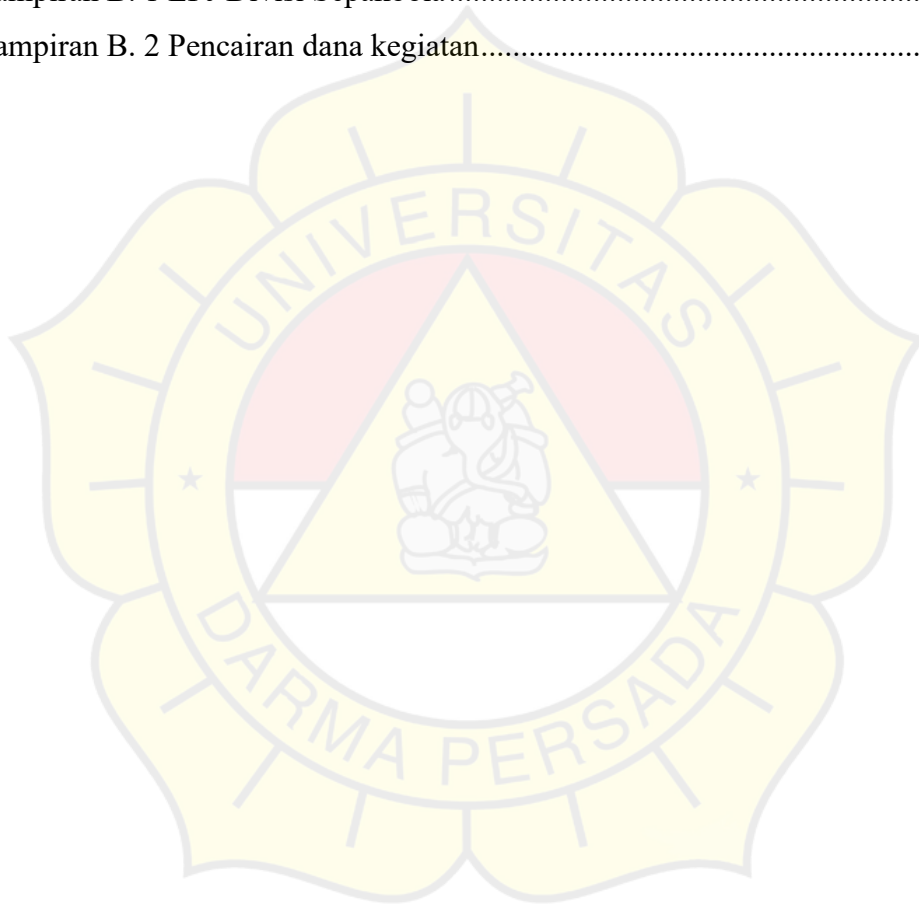 ampiran B. 2 Pencairan dana kegiatan........................................................
UNIVERSITAS
DARMA PERSADA